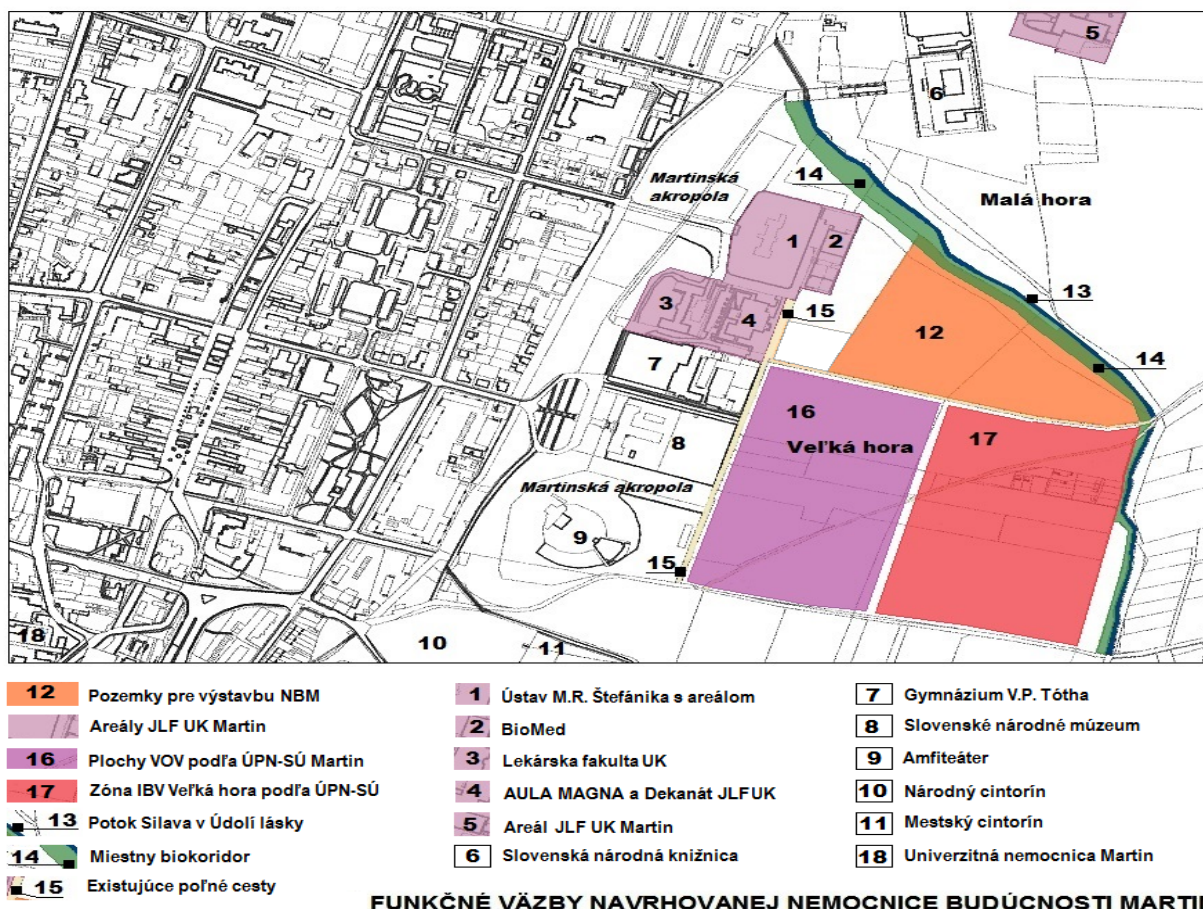 5
6
14
Martinská
akropola
Malá hora
1
2
13
3
4
15
12
14
7
16
17
Veľká hora
8
Martinská akropola
9
15
18
10
11
12 Pozemky pre výstavbu NBM
Areály JLF UK Martin
16 Plochy VOV podľa ÚPN-SÚ Martin
17 Zóna IBV Veľká hora podľa ÚPN-SÚ
13 Potok Silava v Údolí lásky
14 Miestny biokoridor
15 Existujúce poľné cesty
1 Ústav M.R. Štefánika s areálom
2 BioMed
3 Lekárska fakulta UK
4 AULA MAGNA a Dekanát JLF UK
5 Areál JLF UK Martin
6 Slovenská národná knižnica
7 Gymnázium V.P. Tótha
8 Slovenské národné múzeum
9 Amfiteáter
10 Národný cintorín
11 Mestský cintorín
18 Univerzitná nemocnica Martin
FUNKČNÉ VÄZBY NAVRHOVANEJ NEMOCNICE BUDÚCNOSTI MARTI